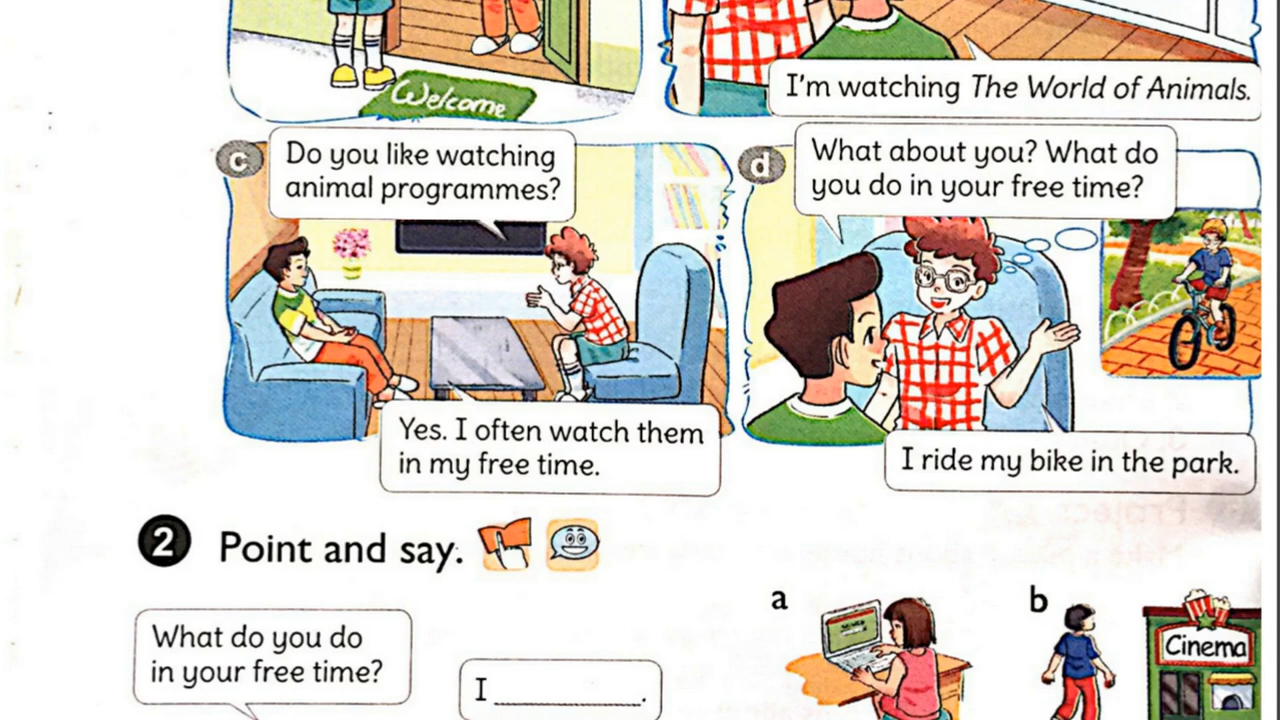 Welcome
I'm watching The World of Animals.
c
Do you like watching
animal programmes?
Yes. I often watch them
in my free time.
d
What about you? What do
you do in your free time?
I ride my bike in the park.
2 Point and say.
What do you do
in your free time?
I __________.
a
b
Cinema